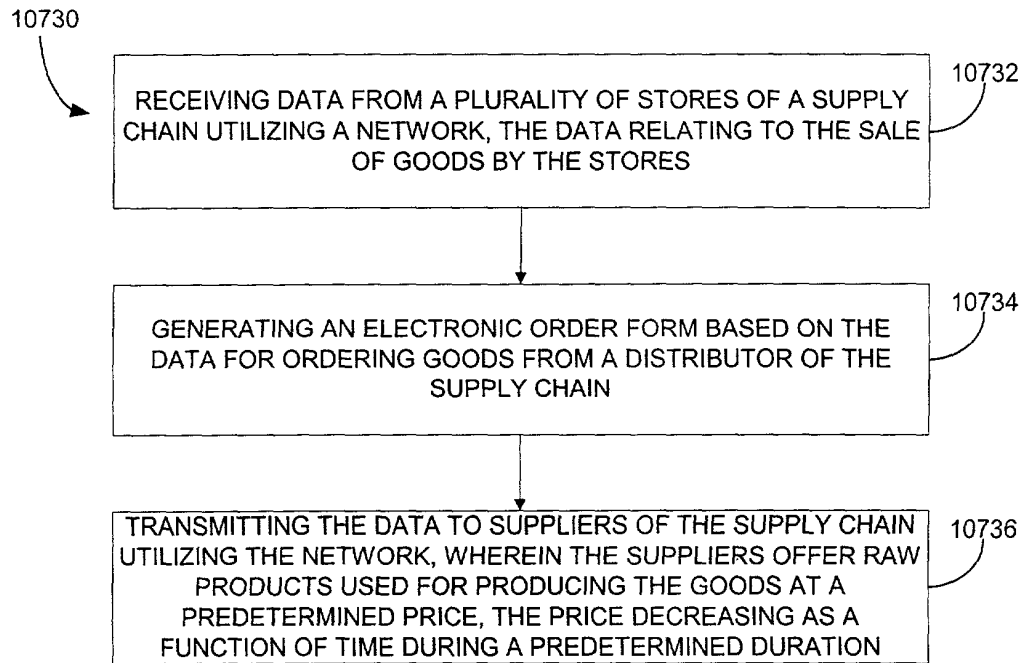 10730
10732
RECEIVING DATA FROM A PLURALITY OF STORES OF A SUPPLY
CHAIN UTILIZING A NETWORK, THE DATA RELATING TO THE SALE
OF GOODS BY THE STORES
10734
GENERATING AN ELECTRONIC ORDER FORM BASED ON THE
DATA FOR ORDERING GOODS FROM A DISTRIBUTOR OF THE
SUPPLY CHAIN
10736
TRANSMITTING THE DATA TO SUPPLIERS OF THE SUPPLY CHAIN
UTILIZING THE NETWORK, WHEREIN THE SUPPLIERS OFFER RAW
PRODUCTS USED FOR PRODUCING THE GOODS AT A
PREDETERMINED PRICE, THE PRICE DECREASING AS A
FUNCTION OF TIME DURING A PREDETERMINED DURATION